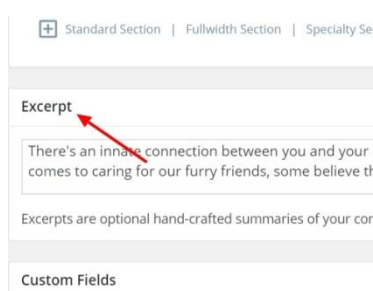 Standard Section | Fullwidth Section | Specialty Se
Excerpt
There's an innate connection between you and your
comes to caring for our furry friends, some believe th
Excerpts are optional hand-crafted summaries of your con
Custom Fields